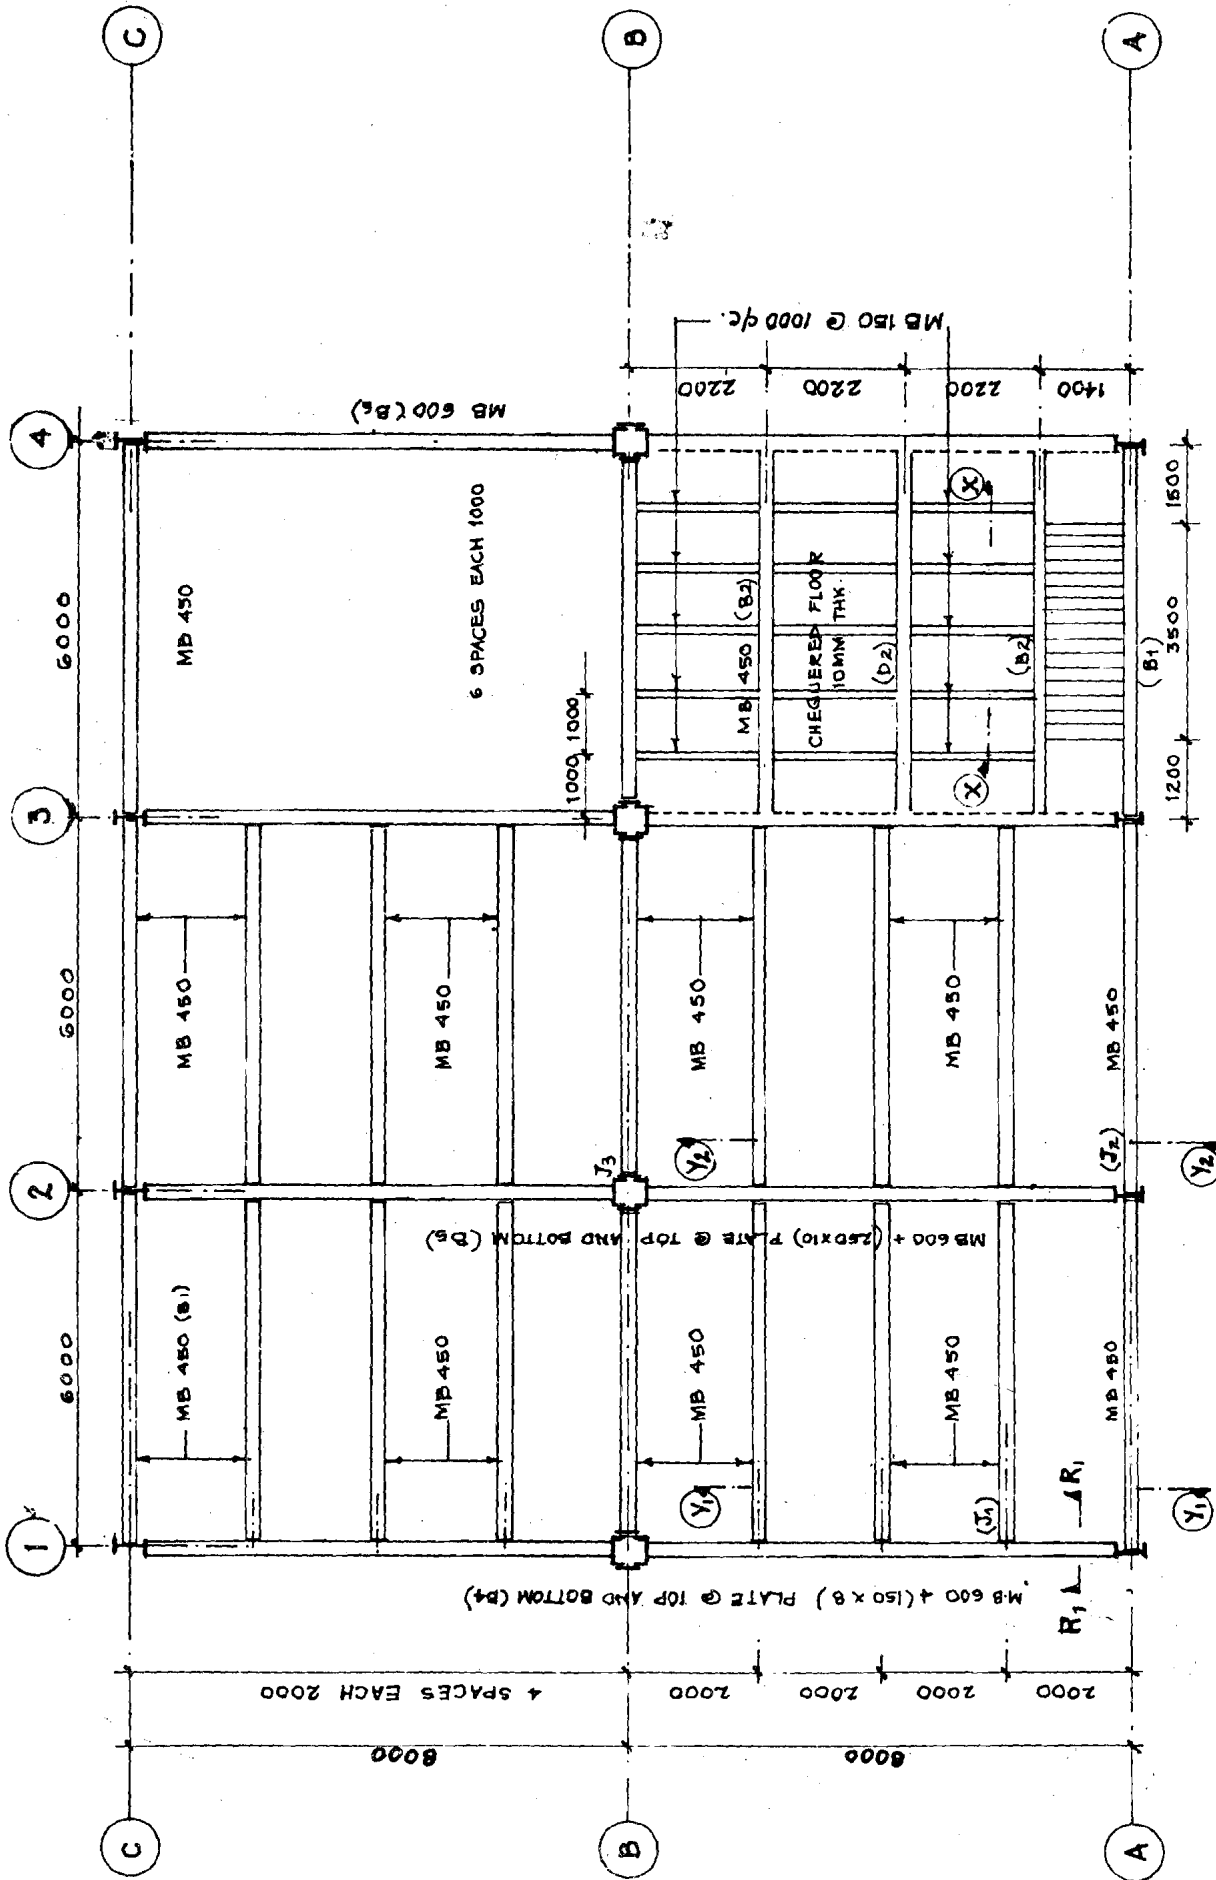 C
B
A
4
3
2
1
6000
6000
6000
MB 600 (B6)
MB 450
6 SPACES EACH 1000
1000
1000
MB 150 @ 1000 c/c.
2200
2200
2200
1400
MB 450 (B2)
CHEQUERED FLOOR
10MM THK.
(D2)
(B2)
X
X
(B1)
1500
3500
1200
MB 450
MB 450
MB 450
MB 450
MB 450
J3
(J2)
Y2
Y2
MB 600 + (250x10) PLATE @ TOP AND BOTTOM (B5)
MB 450 (B1)
MB 450
MB 450
MB 450
MB 450
Y1
Y1
(J1)
R1
R1
MB 600 + (150 x 8) PLATE @ TOP AND BOTTOM (B4)
4 SPACES EACH 2000
2000
2000
2000
2000
8000
8000
C
B
A